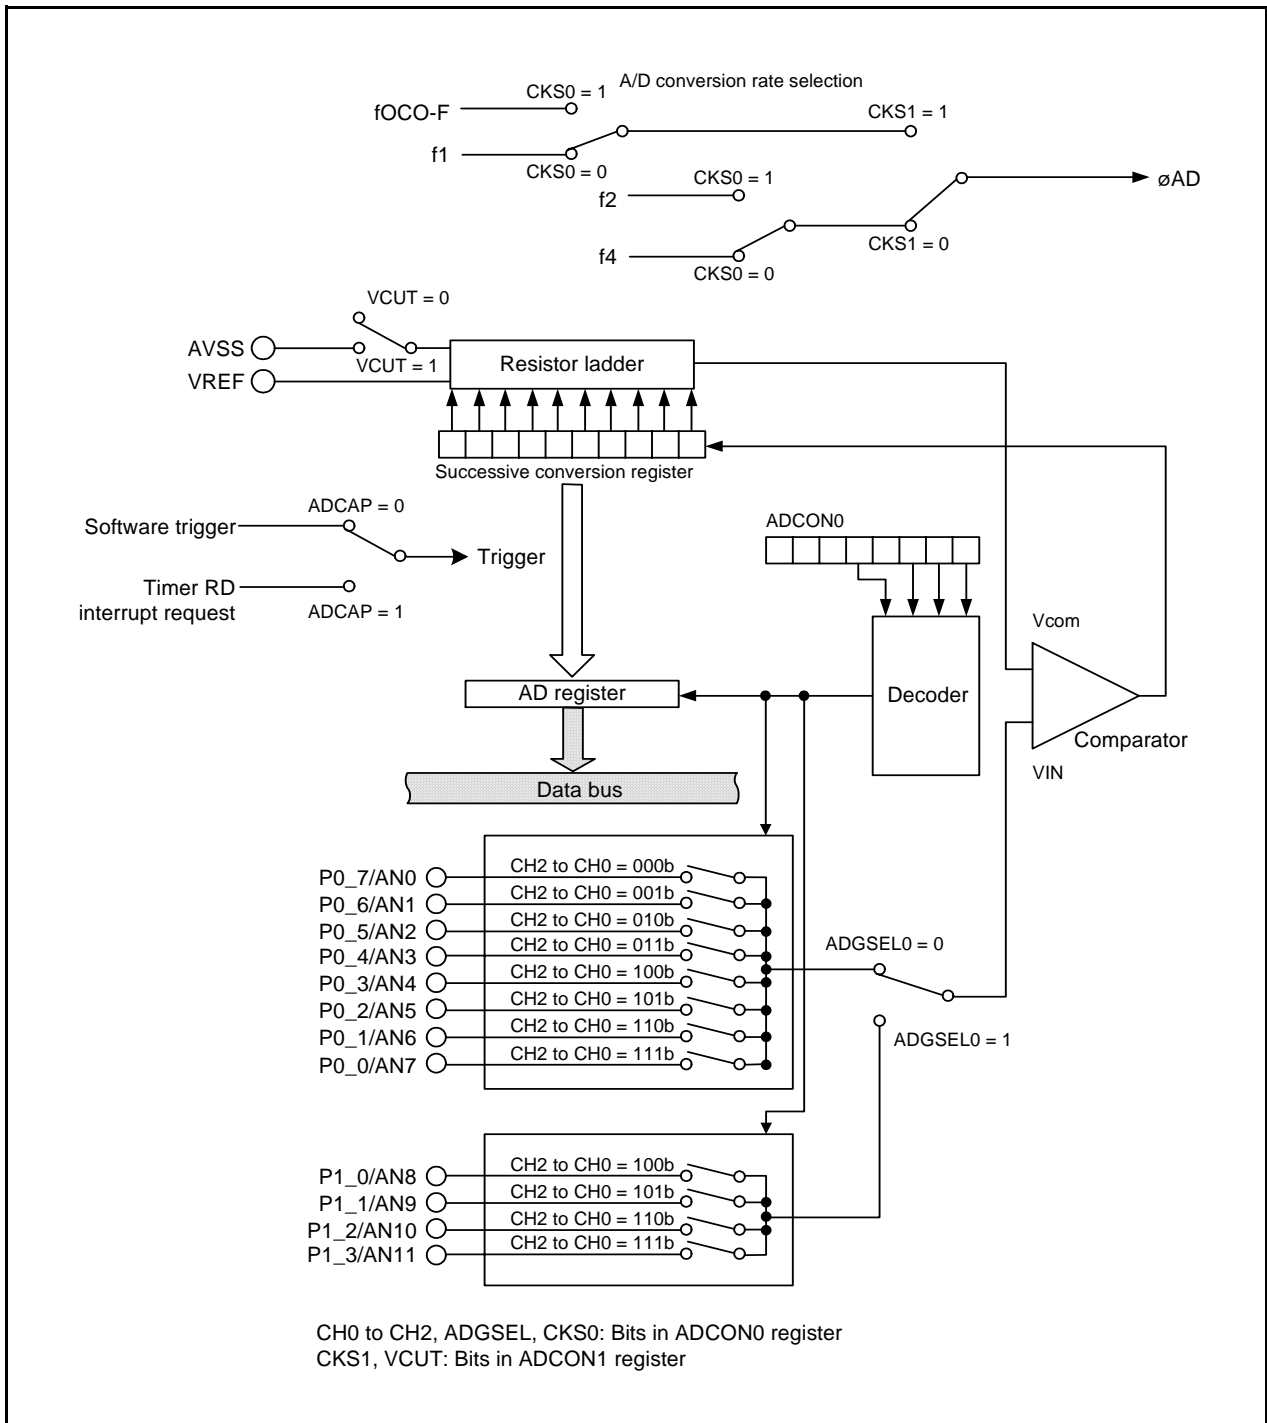 A/D conversion rate selection
CKS0 = 1
fOCO-F
CKS1 = 1
f1
CKS0 = 0
CKS0 = 1
f2
øAD
CKS1 = 0
f4
CKS0 = 0
VCUT = 0
AVSS
VCUT = 1
VREF
Resistor ladder
Successive conversion register
ADCAP = 0
Software trigger
Trigger
Timer RD
interrupt request
ADCAP = 1
ADCON0
Vcom
Decoder
Comparator
VIN
AD register
Data bus
P0_7/AN0 CH2 to CH0 = 000b
P0_6/AN1 CH2 to CH0 = 001b
P0_5/AN2 CH2 to CH0 = 010b
P0_4/AN3 CH2 to CH0 = 011b
P0_3/AN4 CH2 to CH0 = 100b
P0_2/AN5 CH2 to CH0 = 101b
P0_1/AN6 CH2 to CH0 = 110b
P0_0/AN7 CH2 to CH0 = 111b
ADGSEL0 = 0
ADGSEL0 = 1
P1_0/AN8 CH2 to CH0 = 100b
P1_1/AN9 CH2 to CH0 = 101b
P1_2/AN10 CH2 to CH0 = 110b
P1_3/AN11 CH2 to CH0 = 111b
CH0 to CH2, ADGSEL, CKS0: Bits in ADCON0 register
CKS1, VCUT: Bits in ADCON1 register